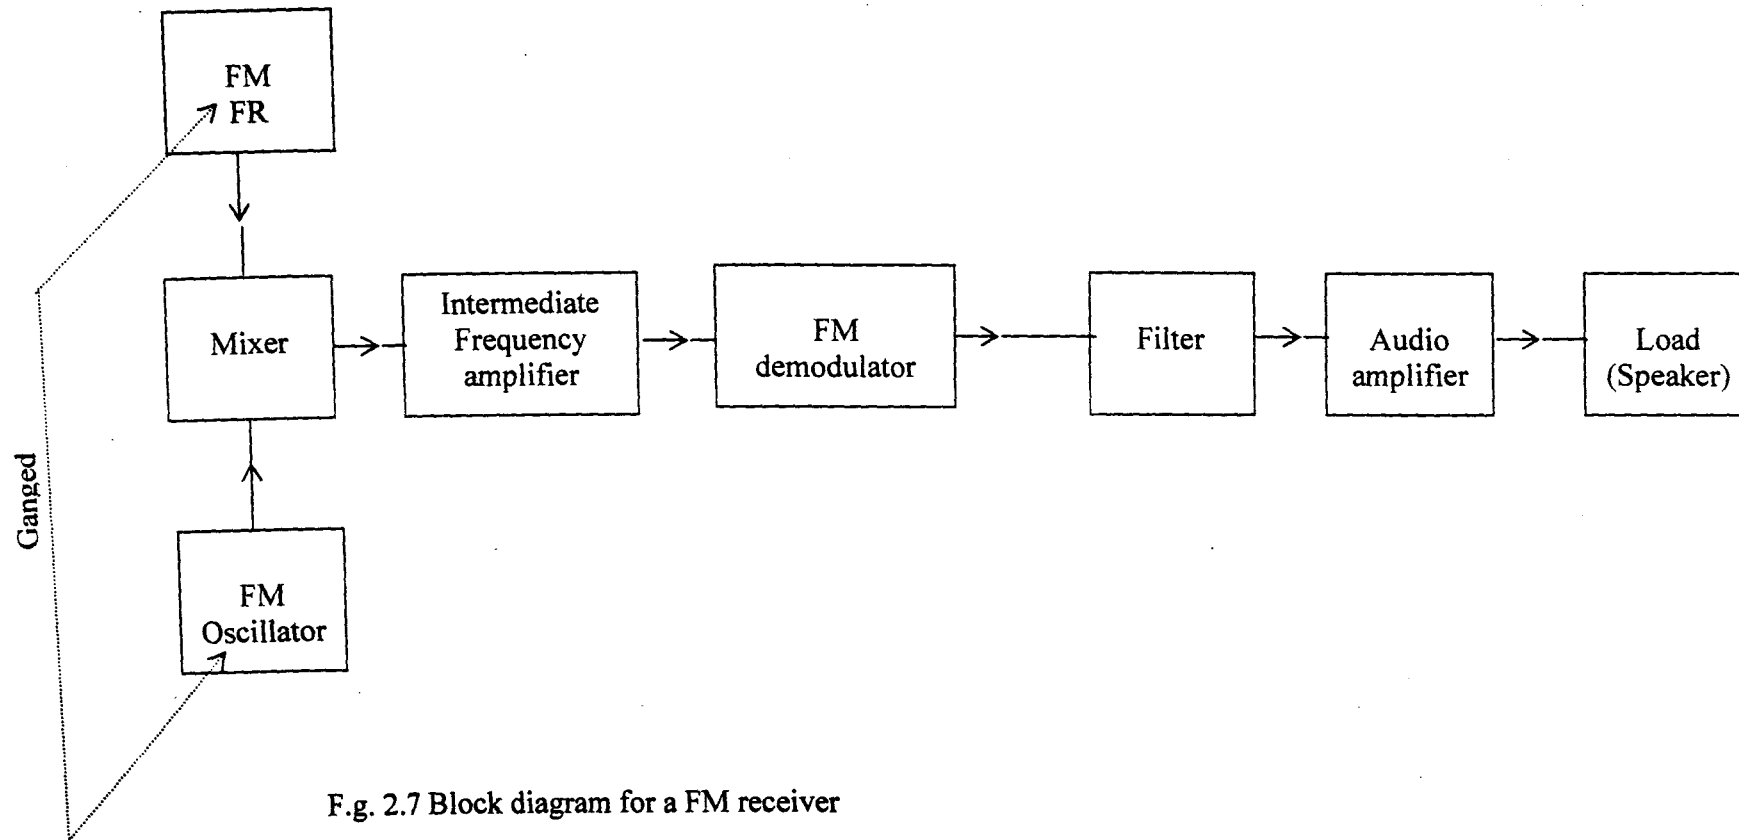 FM
FR
Mixer
Intermediate
Frequency
amplifier
FM
demodulator
Filter
Audio
amplifier
Load
(Speaker)
Ganged
FM
Oscillator
F.g. 2.7 Block diagram for a FM receiver